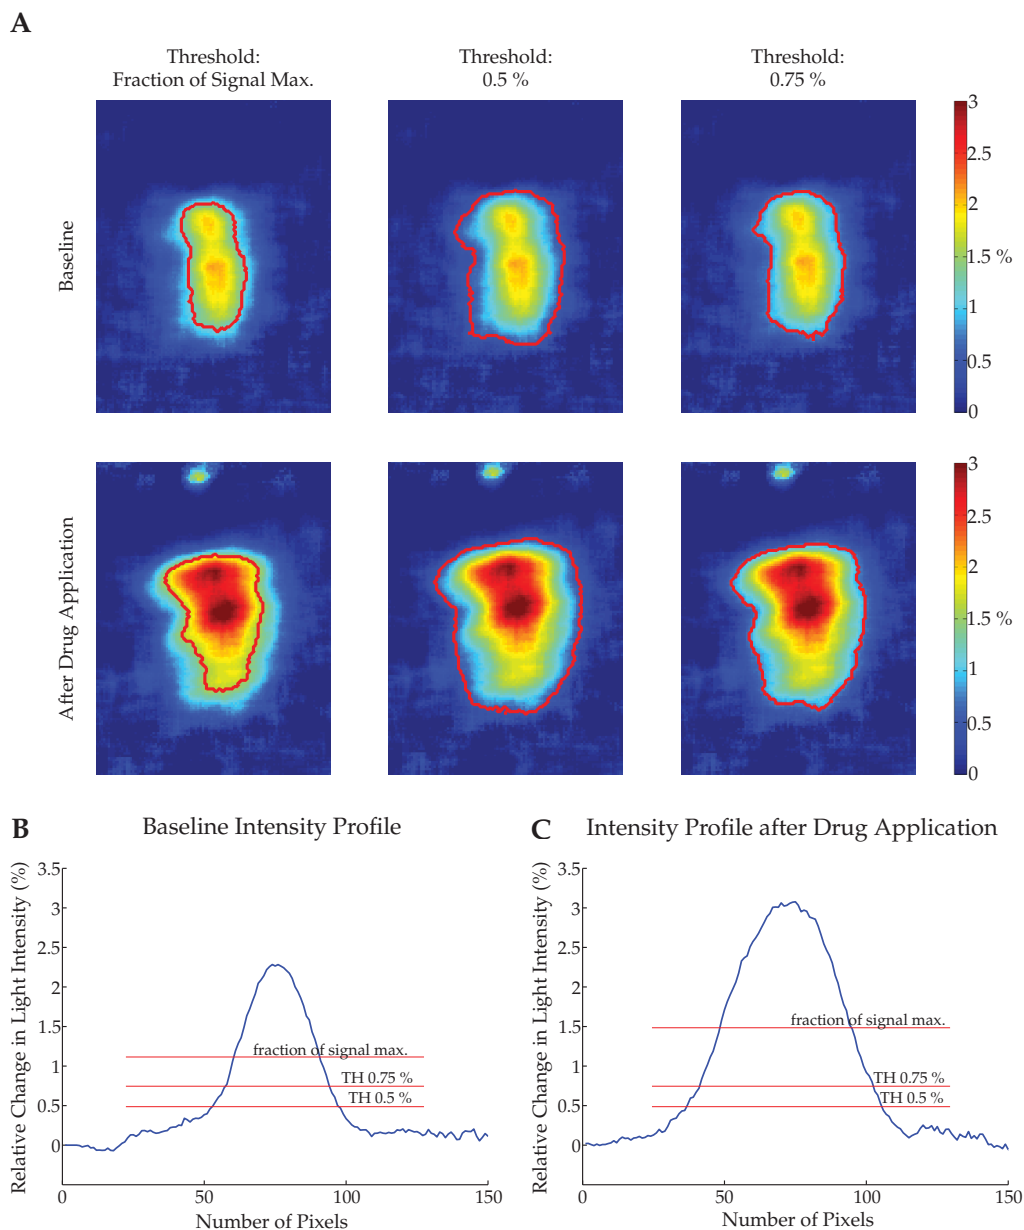 A
Threshold:
Fraction of Signal Max.
Threshold:
0.5 %
Threshold:
0.75 %
Baseline
3
2.5
2
1.5 %
1
0.5
0
After Drug Application
3
2.5
2
1.5 %
1
0.5
0
B
Baseline Intensity Profile
Relative Change in Light Intensity (%)
3.5
3
2.5
2
1.5
1
0.5
0
fraction of signal max.
TH 0.75 %
TH 0.5 %
0
50
100
150
Number of Pixels
C
Intensity Profile after Drug Application
Relative Change in Light Intensity (%)
3.5
3
2.5
2
1.5
1
0.5
0
fraction of signal max.
TH 0.75 %
TH 0.5 %
0
50
100
150
Number of Pixels